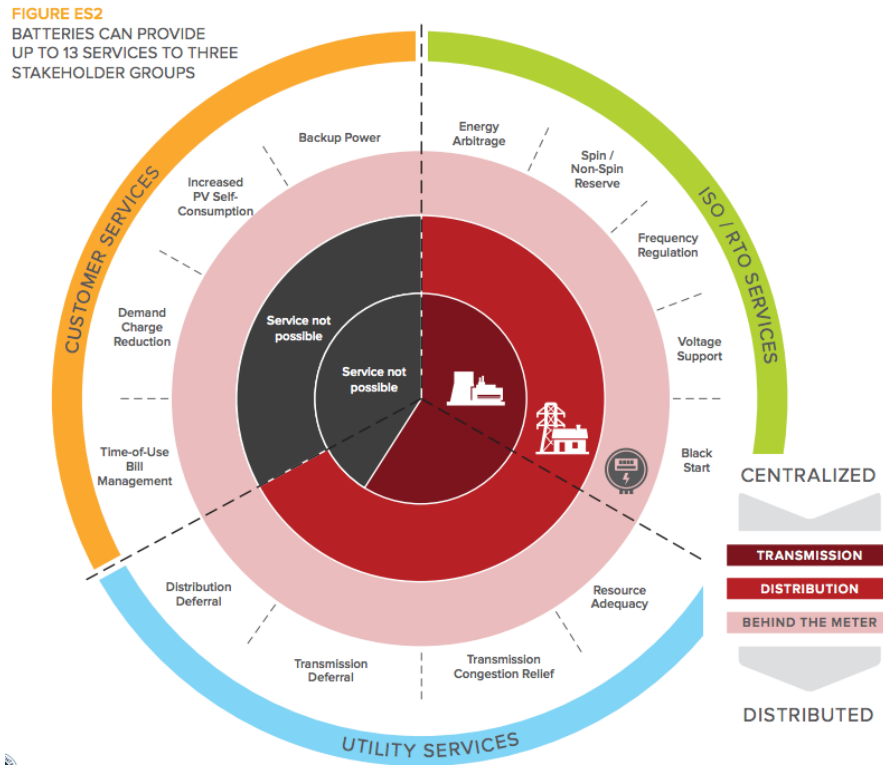 FIGURE ES2
BATTERIES CAN PROVIDE
UP TO 13 SERVICES TO THREE
STAKEHOLDER GROUPS
CUSTOMER SERVICES
ISO / RTO SERVICES
UTILITY SERVICES
Backup Power
Energy
Arbitrage
Spin /
Non-Spin
Reserve
Increased
PV Self-
Consumption
Frequency
Regulation
Demand
Charge
Reduction
Voltage
Support
Time-of-Use
Bill
Management
Black
Start
Service not
possible
Service not
possible
Distribution
Deferral
Resource
Adequacy
Transmission
Deferral
Transmission
Congestion Relief
CENTRALIZED
TRANSMISSION
DISTRIBUTION
BEHIND THE METER
DISTRIBUTED